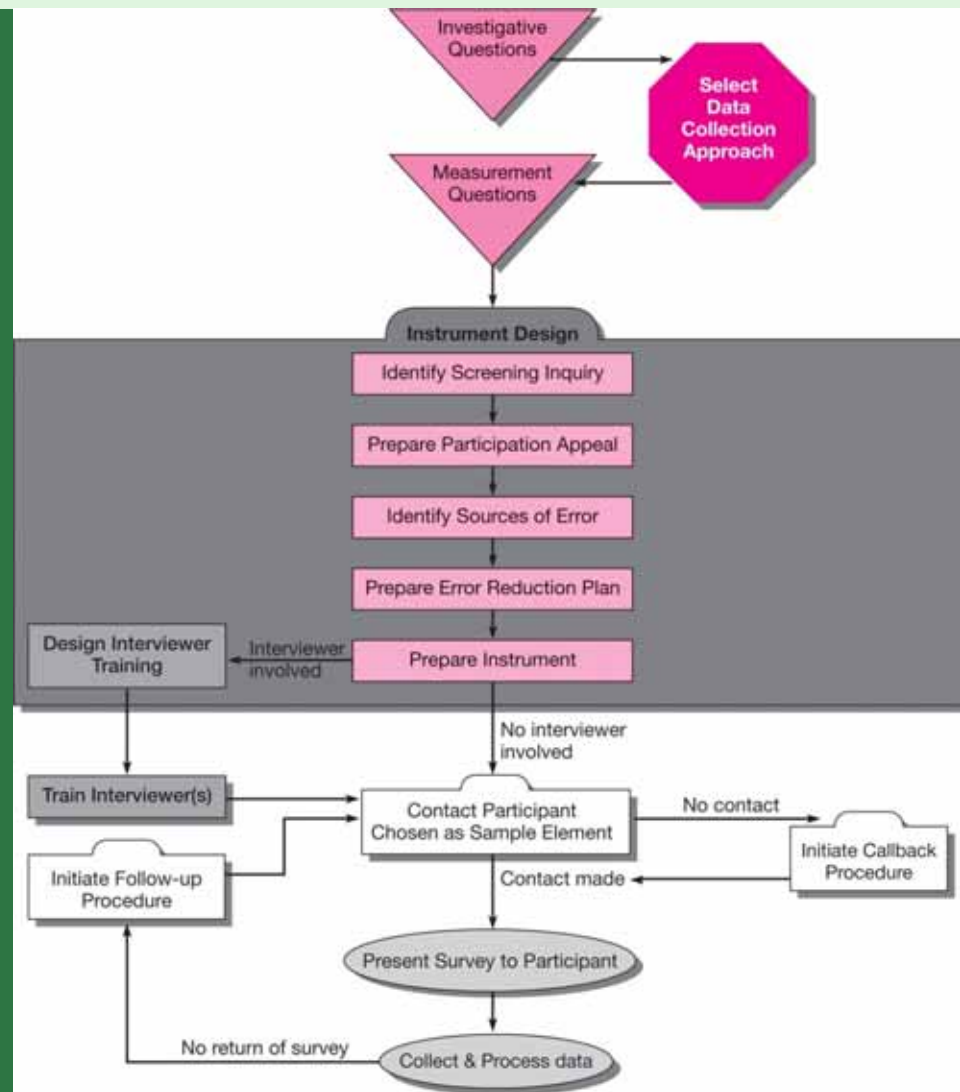 Investigative
Questions
Select
Data
Collection
Approach
Measurement
Questions
Instrument Design
Identify Screening Inquiry
Prepare Participation Appeal
Identify Sources of Error
Prepare Error Reduction Plan
Design Interviewer
Training
Interviewer
involved
Prepare Instrument
No interviewer
involved
Train Interviewer(s)
Contact Participant
Chosen as Sample Element
No contact
Initiate Follow-up
Procedure
Contact made
Initiate Callback
Procedure
Present Survey to Participant
No return of survey
Collect & Process data